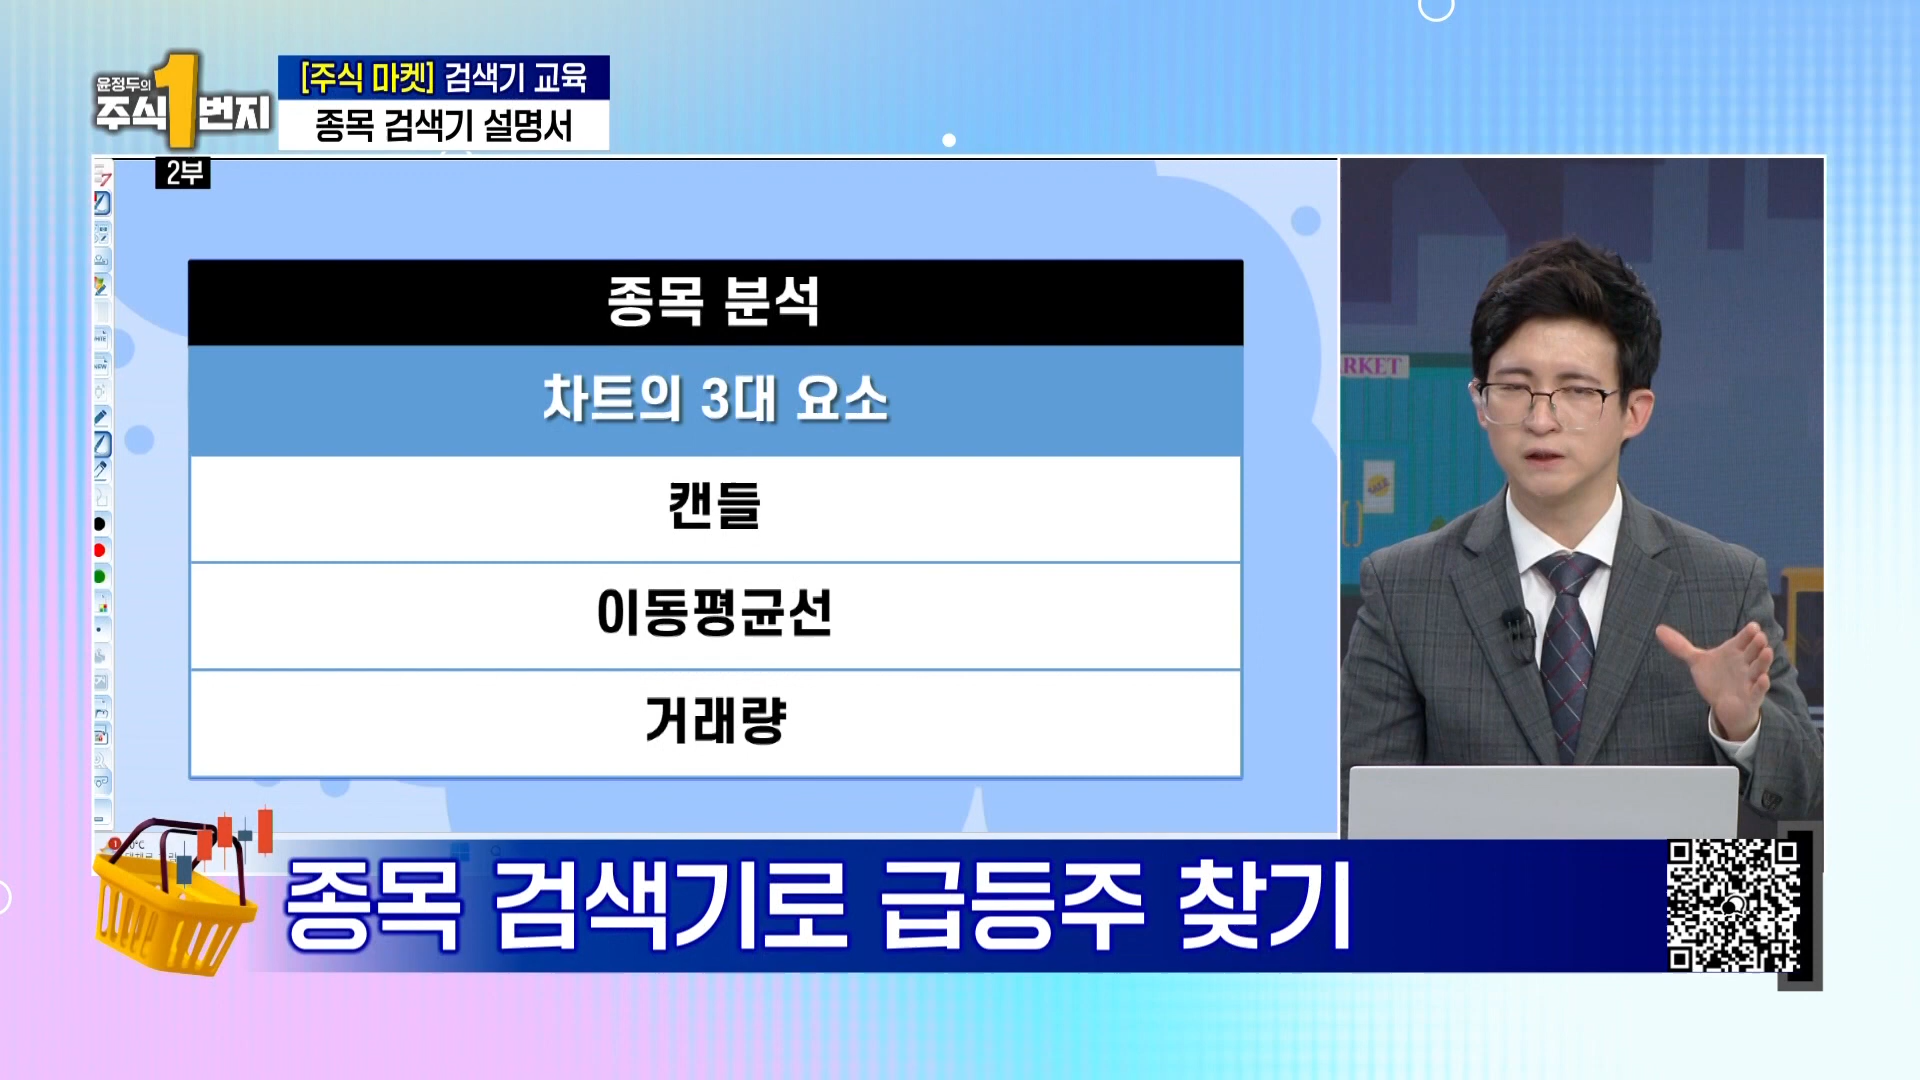 윤정두의
주식1번지
[주식 마켓] 검색기 교육
종목 검색기 설명서
2부
종목 분석
차트의 3대 요소
캔들
이동평균선
거래량
RKET
종목 검색기로 급등주 찾기